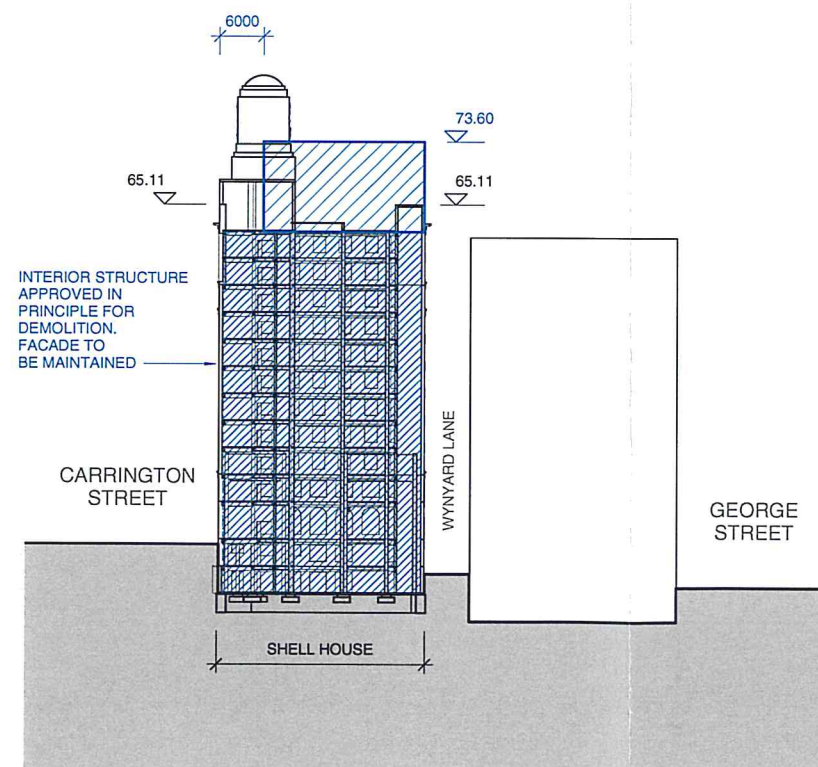 6000
73.60
65.11
65.11
INTERIOR STRUCTURE
APPROVED IN
PRINCIPLE FOR
DEMOLITION.
FACADE TO
BE MAINTAINED
CARRINGTON
STREET
WYNYARD LANE
GEORGE
STREET
SHELL HOUSE